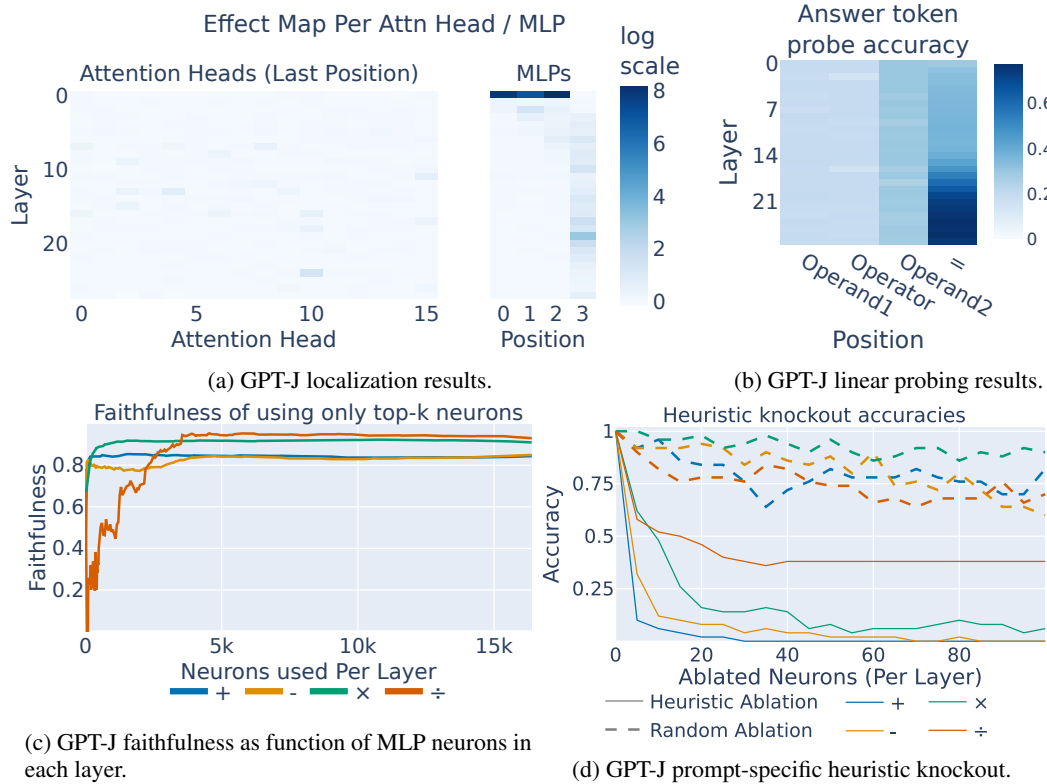 Effect Map Per Attn Head / MLP
Attention Heads (Last Position)
MLPs
log
scale
0
10
20
Layer
0
5
10
15
Attention Head
0 1 2 3
Position
8
6
4
2
0
(a) GPT-J localization results.
Answer token
probe accuracy
0
7
14
21
Layer
Operand1
Operator
Operand2
=
Position
0.6
0.4
0.2
0
(b) GPT-J linear probing results.
Faithfulness of using only top-k neurons
0.8
0.6
0.4
0.2
Faithfulness
0
5k
10k
15k
Neurons used Per Layer
+ - × ÷
(c) GPT-J faithfulness as function of MLP neurons in
each layer.
Heuristic knockout accuracies
1
0.75
0.5
0.25
Accuracy
0
20
40
60
80
Ablated Neurons (Per Layer)
Heuristic Ablation + ×
Random Ablation - ÷
(d) GPT-J prompt-specific heuristic knockout.